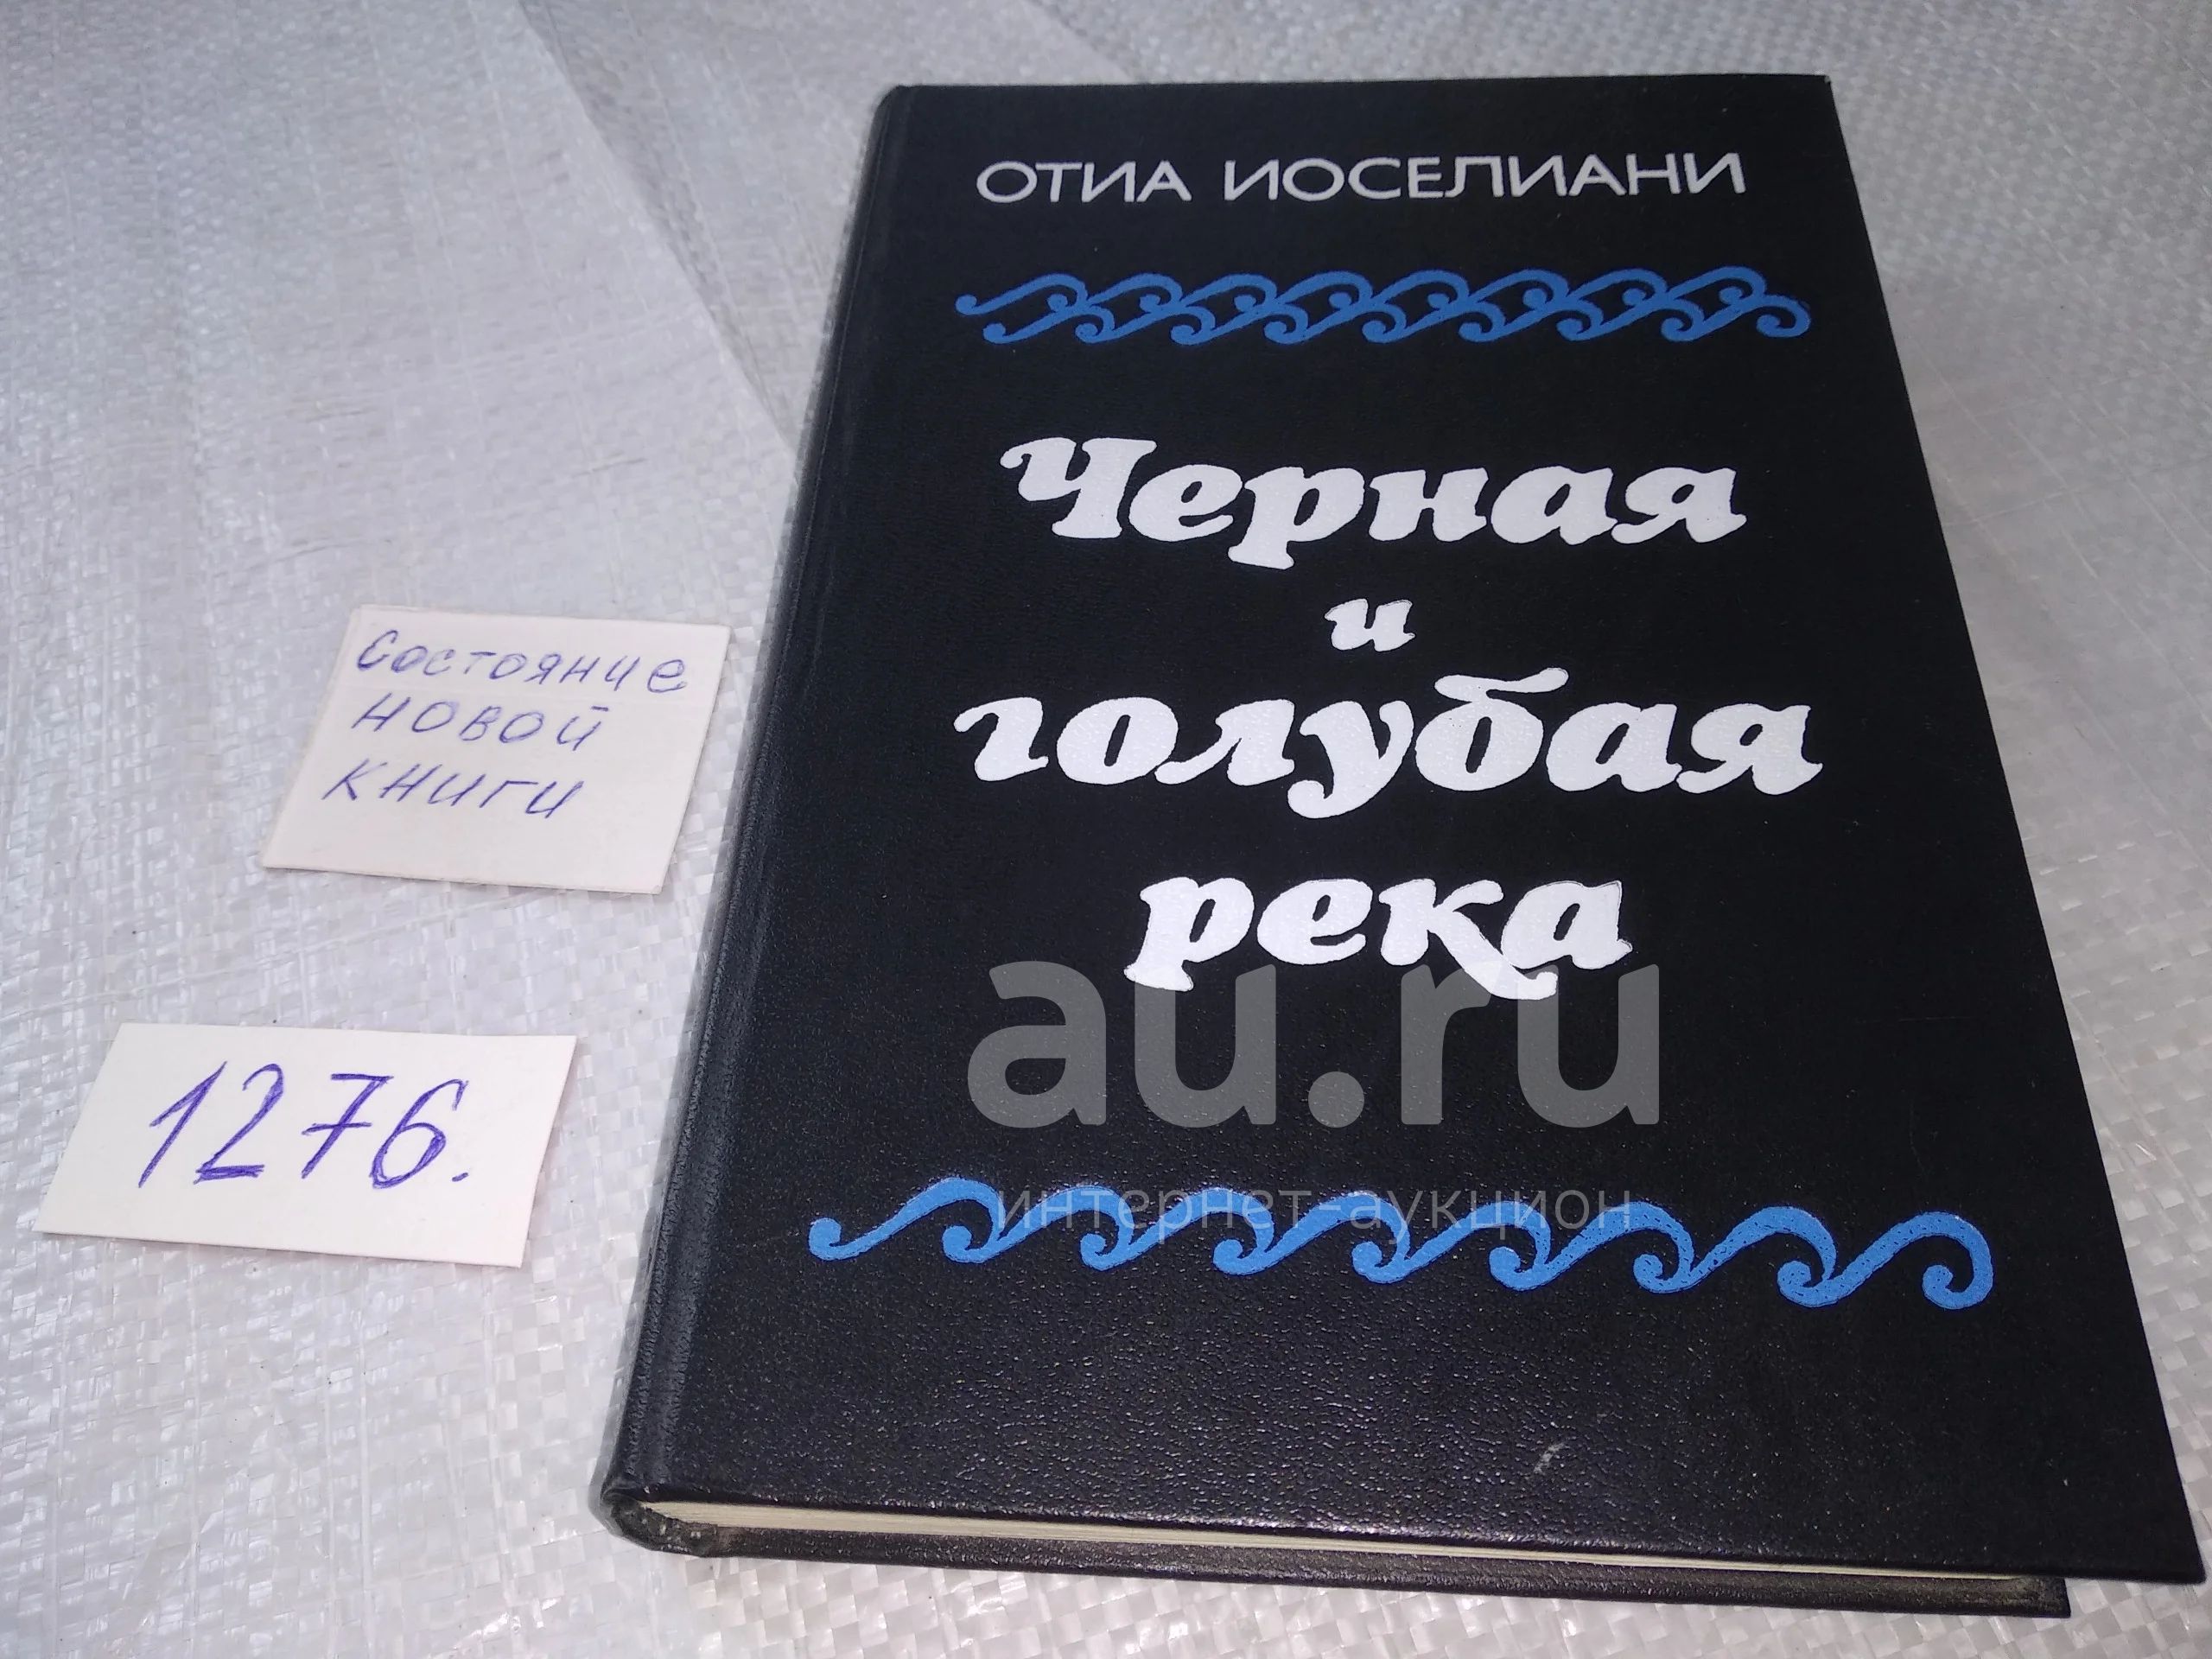 ОТИА ИОСЕЛИАНИ
Черная
и
голубая
река
au.ru
интернет-аукцион
Состояние
новой
книги
1276.